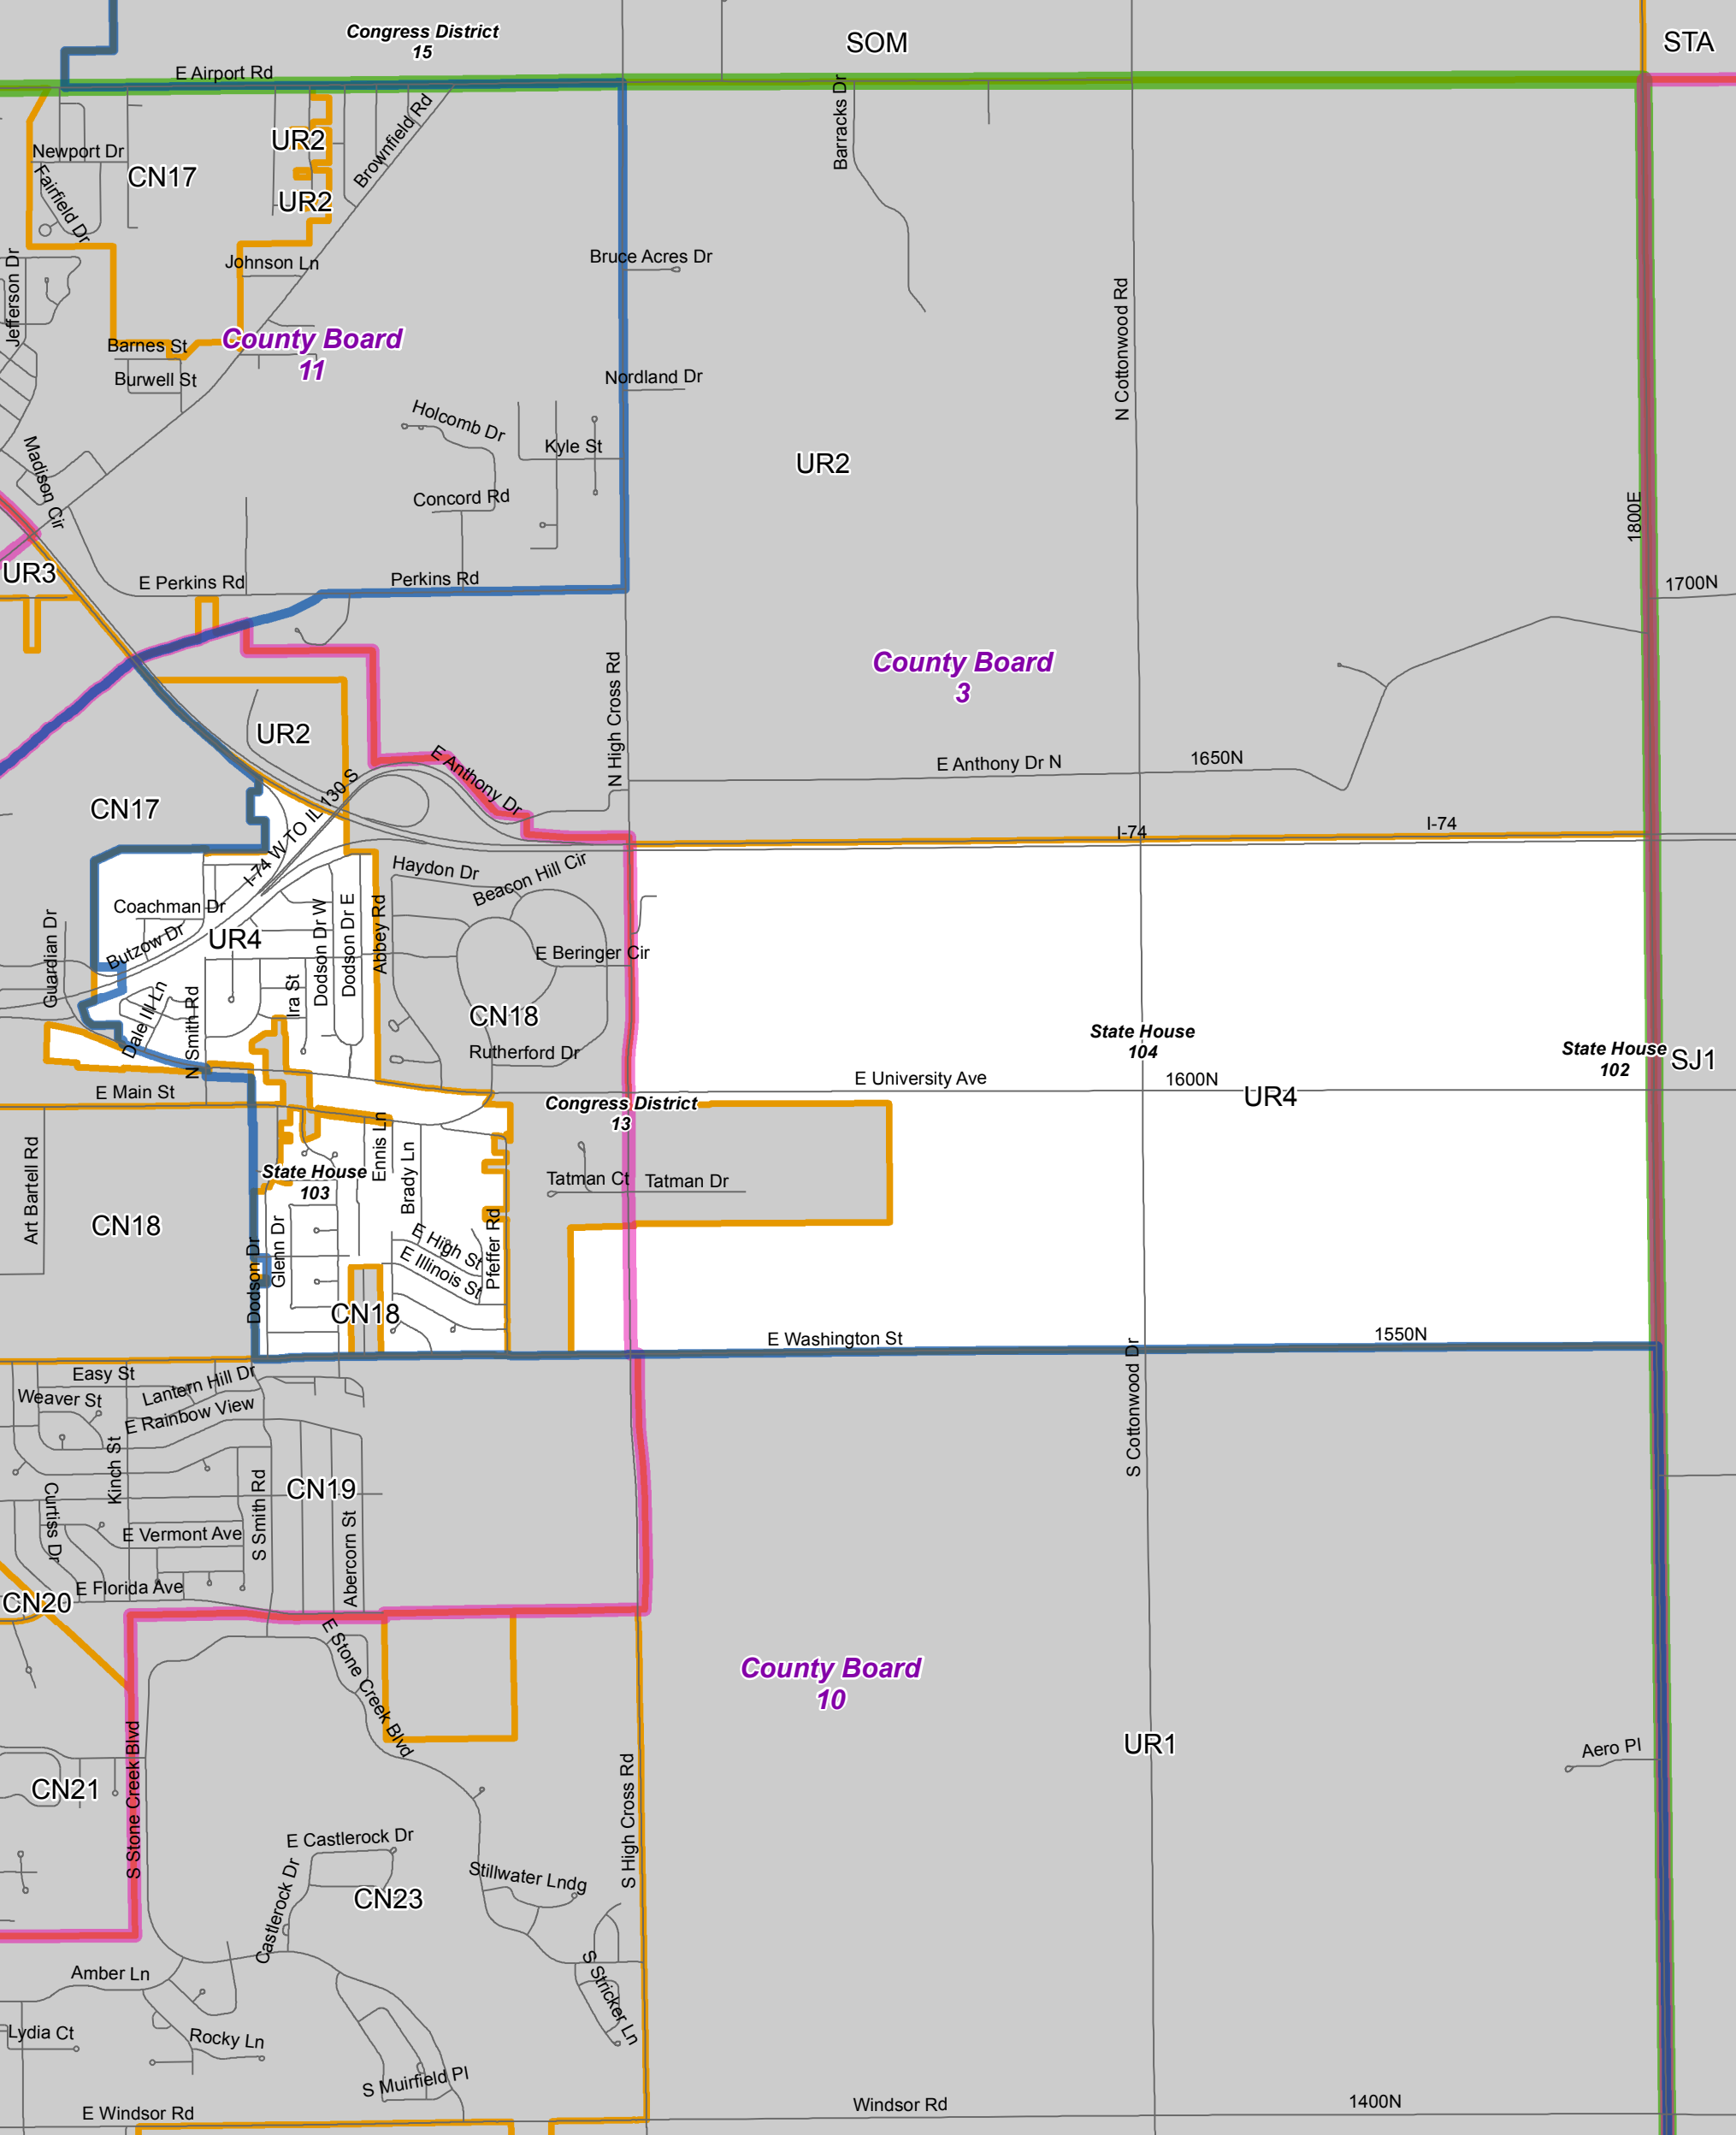 Congress District
15
SOM
STA
E Airport Rd
Barracks Dr
UR2
Brownfield Rd
Newport Dr
CN17
Fairfield Dr
UR2
Jefferson Dr
Johnson Ln
Bruce Acres Dr
N Cottonwood Rd
County Board
11
Barnes St
Burwell St
Nordland Dr
Holcomb Dr
Kyle St
UR2
Madison Cir
Concord Rd
1800E
UR3
E Perkins Rd
Perkins Rd
1700N
County Board
3
N High Cross Rd
UR2
E Anthony Dr
E Anthony Dr N
1650N
CN17
I-74 W TO IL 130 S
I-74
I-74
Haydon Dr
Beacon Hill Cir
Coachman Dr
Guardian Dr
Butzow Dr
UR4
Dodson Dr W
Dodson Dr E
Abbey Rd
E Beringer Cir
Dale III Ln
N Smith Rd
Ira St
CN18
Rutherford Dr
State House
104
State House
102
SJ1
E University Ave
1600N
UR4
E Main St
Congress District
13
Art Bartell Rd
State House
103
Ennis Ln
Brady Ln
Tatman Ct
Tatman Dr
CN18
Dodson Dr
Glenn Dr
E High St
E Illinois St
Pfeffer Rd
CN18
E Washington St
1550N
S Cottonwood Dr
Easy St
Weaver St
Lantern Hill Dr
E Rainbow View
Kinch St
Curtiss Dr
CN19
S Smith Rd
E Vermont Ave
Abercorn St
E Florida Ave
CN20
E Stone Creek Blvd
County Board
10
S Stone Creek Blvd
UR1
Aero Pl
CN21
S High Cross Rd
E Castlerock Dr
Castlerock Dr
CN23
Stillwater Lndg
S Stricker Ln
Amber Ln
Lydia Ct
Rocky Ln
S Muirfield Pl
E Windsor Rd
Windsor Rd
1400N